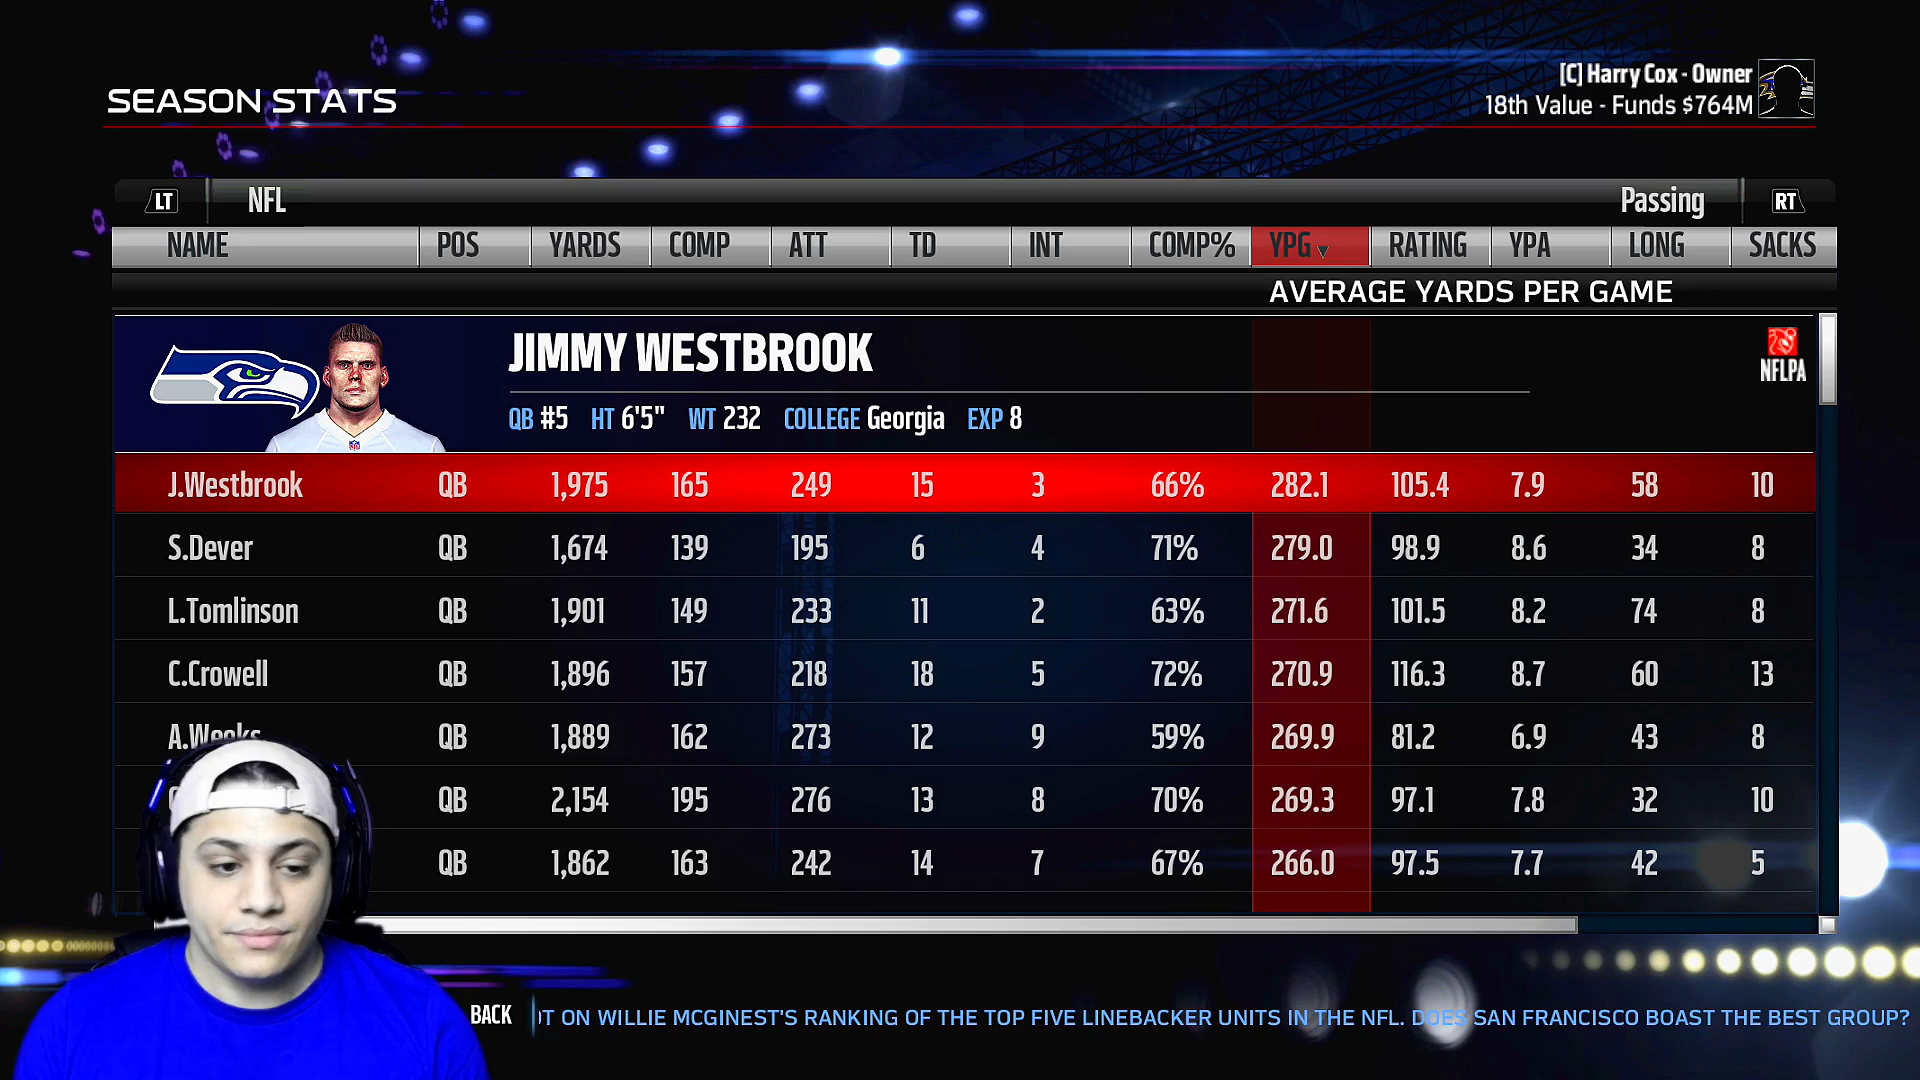 SEASON STATS
[C] Harry Cox - Owner
18th Value - Funds $764M
LT NFL Passing RT
NAME POS YARDS COMP ATT TD INT COMP% YPG RATING YPA LONG SACKS
AVERAGE YARDS PER GAME
JIMMY WESTBROOK
QB #5 HT 6'5" WT 232 COLLEGE Georgia EXP 8
NFLPA
J.Westbrook QB 1,975 165 249 15 3 66% 282.1 105.4 7.9 58 10
S.Dever QB 1,674 139 195 6 4 71% 279.0 98.9 8.6 34 8
L.Tomlinson QB 1,901 149 233 11 2 63% 271.6 101.5 8.2 74 8
C.Crowell QB 1,896 157 218 18 5 72% 270.9 116.3 8.7 60 13
A.Weeks QB 1,889 162 273 12 9 59% 269.9 81.2 6.9 43 8
QB 2,154 195 276 13 8 70% 269.3 97.1 7.8 32 10
QB 1,862 163 242 14 7 67% 266.0 97.5 7.7 42 5
BACK
ON WILLIE MCGINEST'S RANKING OF THE TOP FIVE LINEBACKER UNITS IN THE NFL. DOES SAN FRANCISCO BOAST THE BEST GROUP?